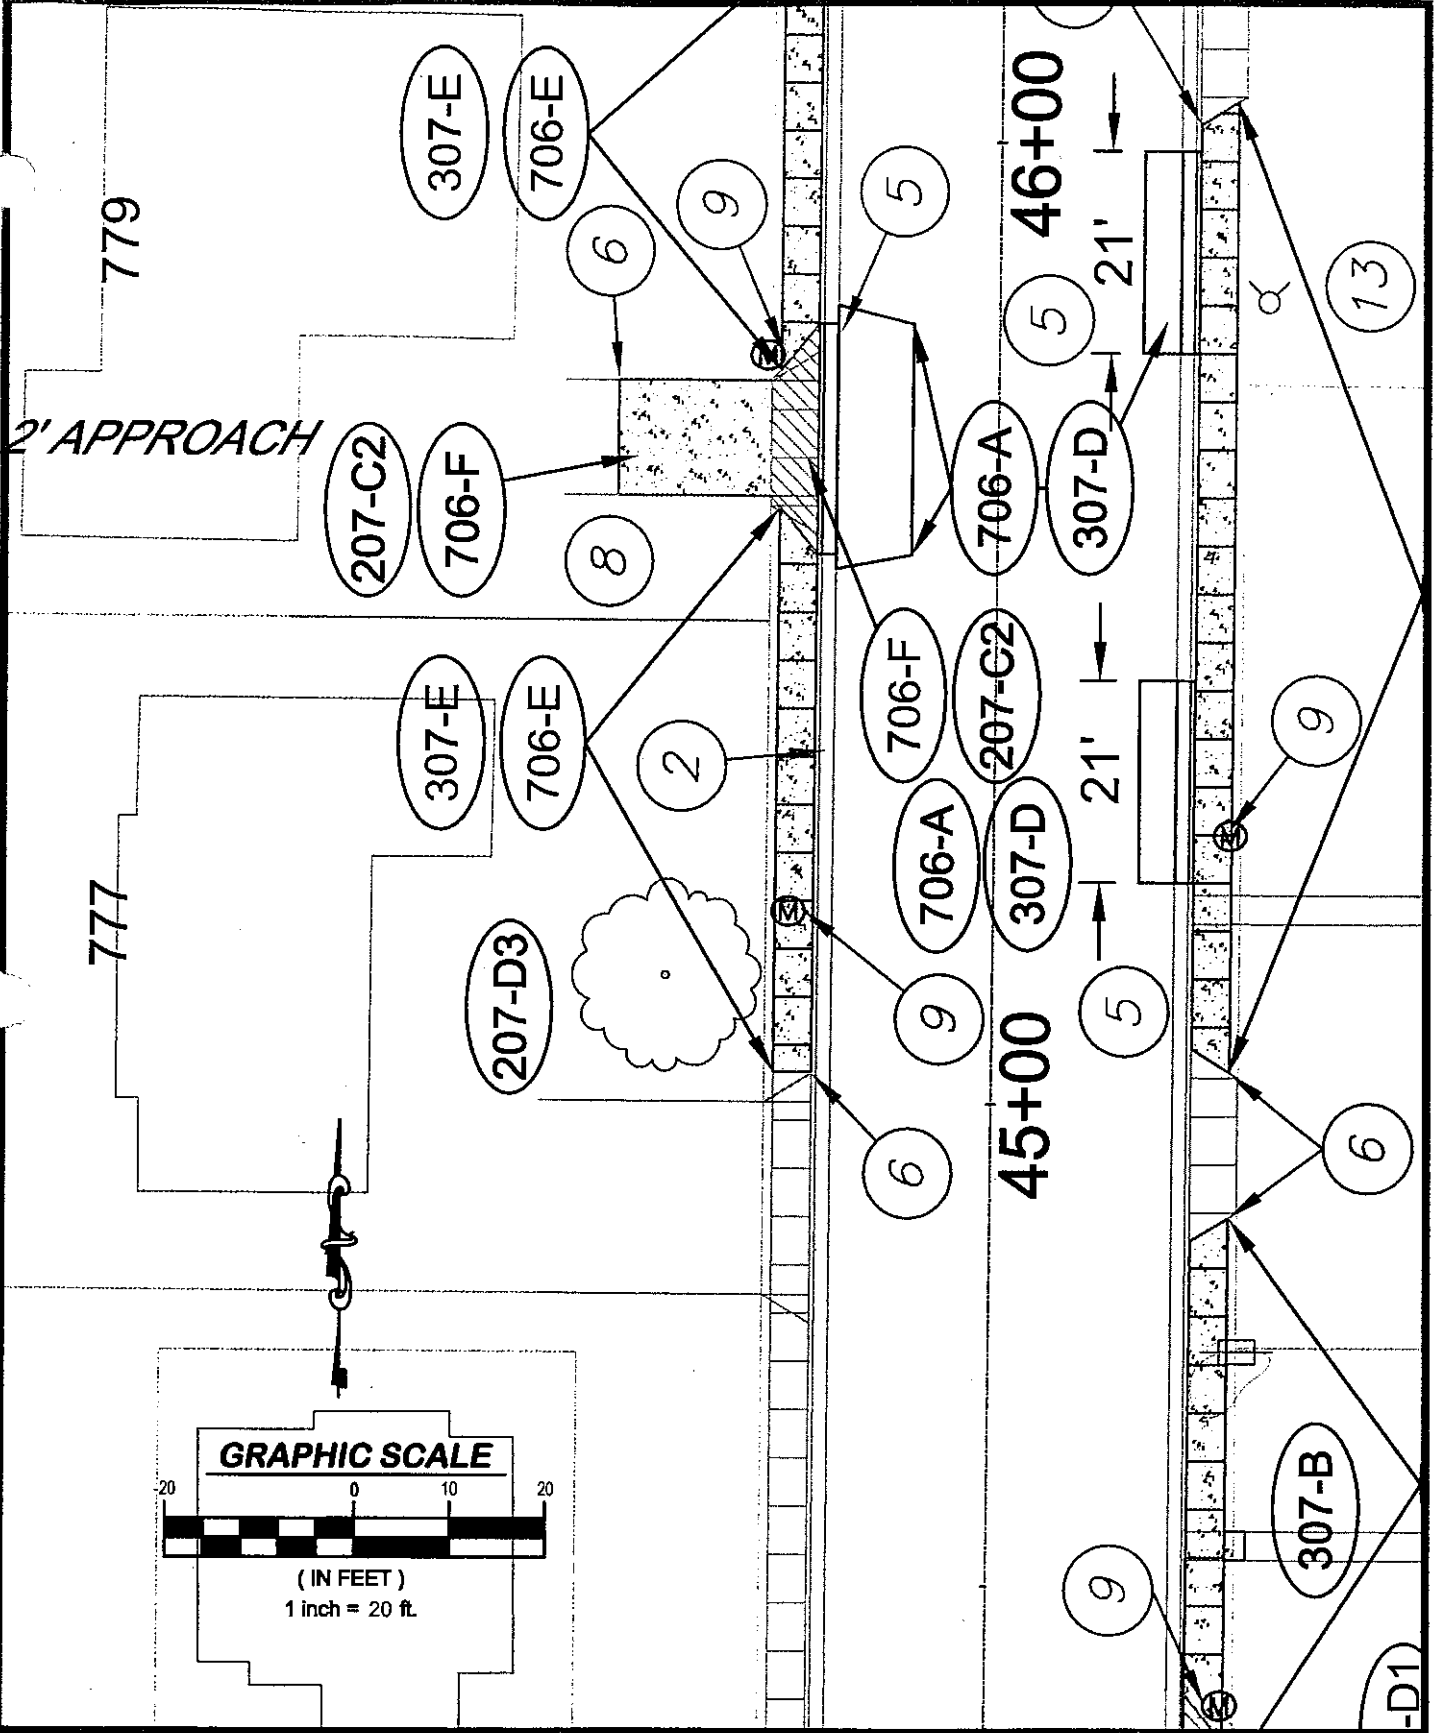 307-E
706-E
46+00
779
9
5
6
21'
5
13
2' APPROACH
207-C2
706-F
706-A
307-D
8
307-E
706-E
706-F
207-C2
2
9
21'
777
706-A
307-D
M
M
M
207-D3
9
5
45+00
6
6
GRAPHIC SCALE
20 0 10 20
( IN FEET )
1 inch = 20 ft.
307-B
9
M
-D1